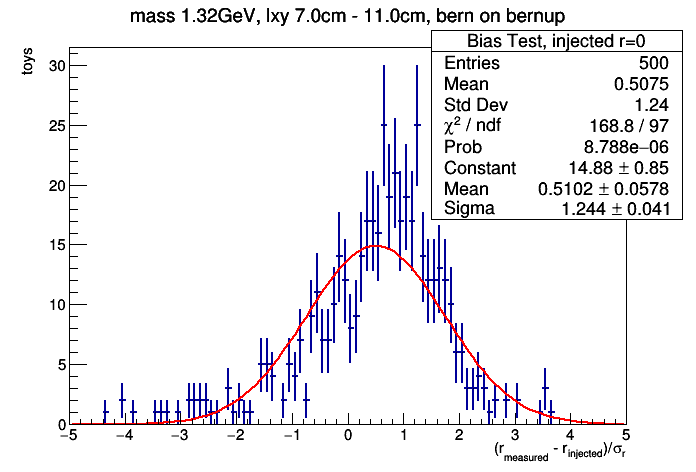 mass 1.32GeV, lxy 7.0cm - 11.0cm, bern on bernup
Bias Test, injected r=0
Entries 500
Mean 0.5075
Std Dev 1.24
χ² / ndf 168.8 / 97
Prob 8.788e−06
Constant 14.88 ± 0.85
Mean 0.5102 ± 0.0578
Sigma 1.244 ± 0.041
toys
30
25
20
15
10
5
0
−5 −4 −3 −2 −1 0 1 2 3 4 5
(r_measured - r_injected)/σ_r